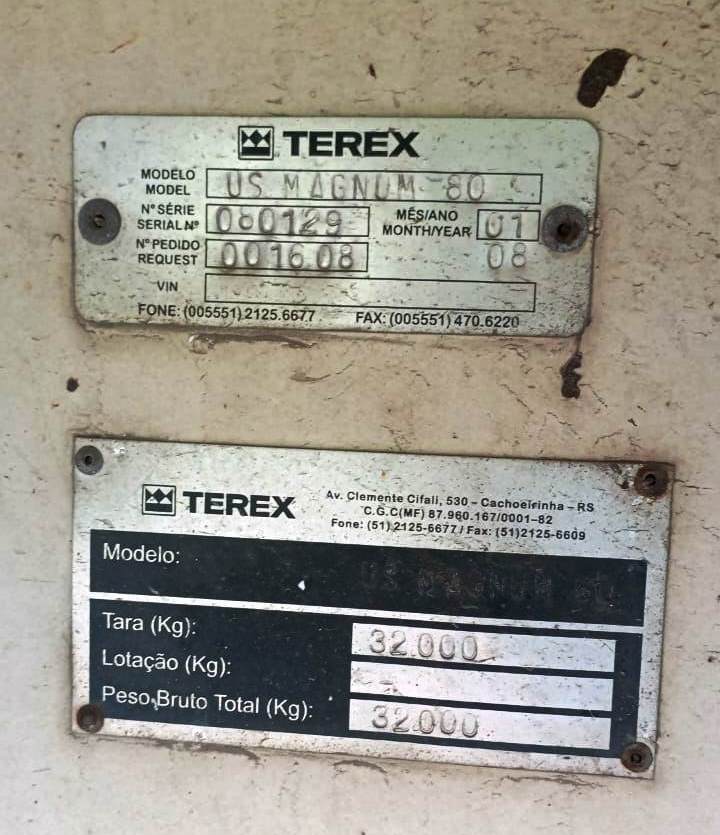 TEREX
MODELO
MODEL
US MAGNUM 80
Nº SÉRIE
SERIAL Nº
080129
MÊS/ANO
MONTH/YEAR
01
08
Nº PEDIDO
REQUEST
001608
VIN
FONE: (005551) 2125.6677 FAX: (005551) 470.6220
TEREX
Av. Clemente Cifali, 530 – Cachoeirinha – RS
C.G.C(MF) 87.960.167/0001-82
Fone: (51) 2125-6677 / Fax: (51)2125-6609
Modelo: US MAGNUM
Tara (Kg): 32.000
Lotação (Kg):
Peso Bruto Total (Kg): 32.000